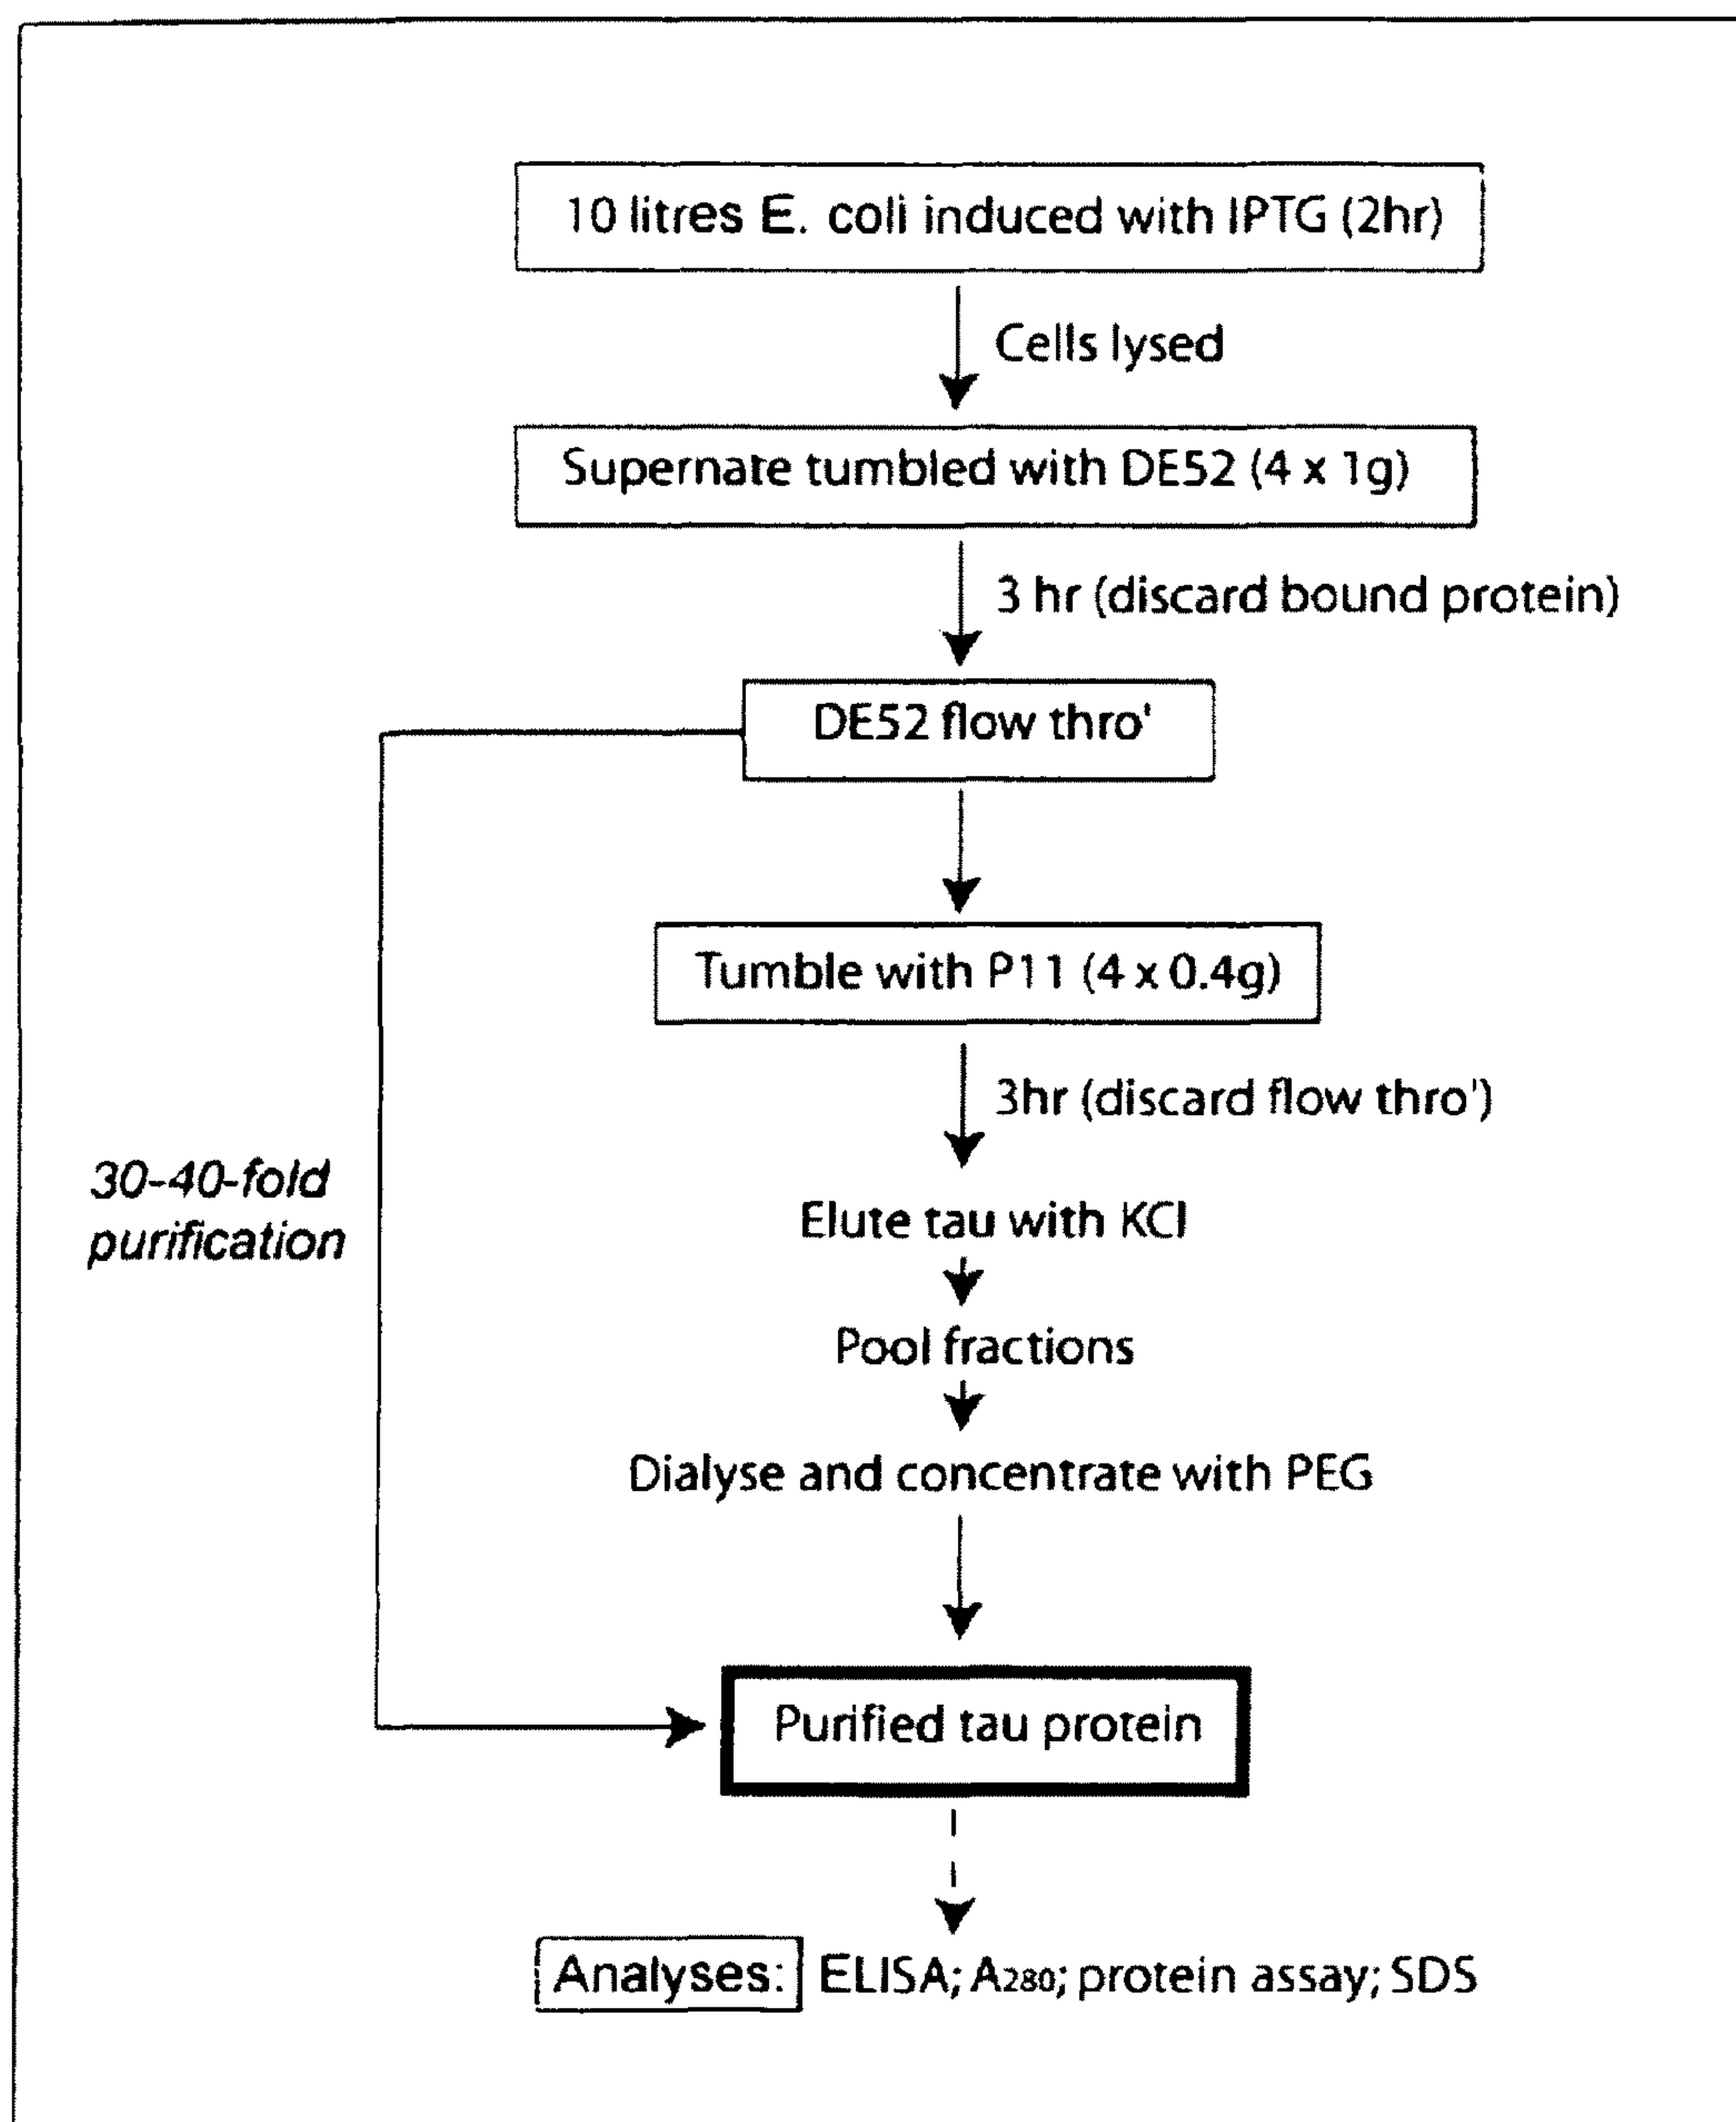 10 litres E. coli induced with IPTG (2hr)
Cells lysed
Supernate tumbled with DE52 (4 x 1g)
3 hr (discard bound protein)
DE52 flow thro'
Tumble with P11 (4 x 0.4g)
3hr (discard flow thro')
30-40-fold
purification
Elute tau with KCl
Pool fractions
Dialyse and concentrate with PEG
Purified tau protein
Analyses: ELISA; A280; protein assay; SDS